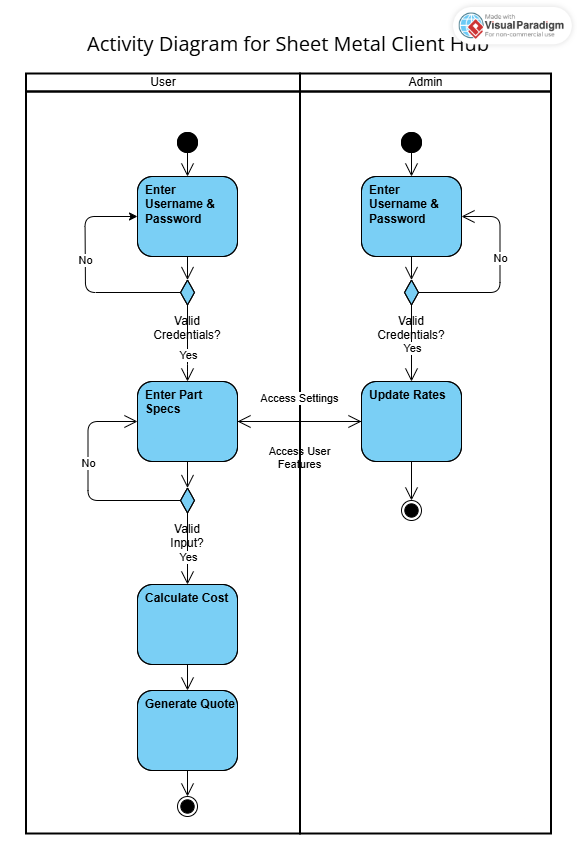 Made with
VisualParadigm
For non-commercial use
Activity Diagram for Sheet Metal Client Hub
User
Admin
Enter
Username &
Password
Enter
Username &
Password
No
No
Valid
Credentials?
Yes
Valid
Credentials?
Yes
Enter Part
Specs
Access Settings
Update Rates
Access User
Features
No
Valid
Input?
Yes
Calculate Cost
Generate Quote